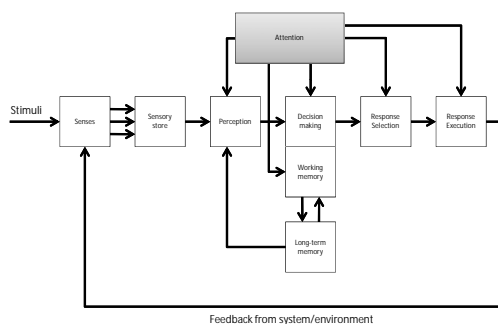 Attention
Stimuli
Senses
Sensory
store
Perception
Decision
making
Response
Selection
Response
Execution
Working
memory
Long-term
memory
Feedback from system/environment